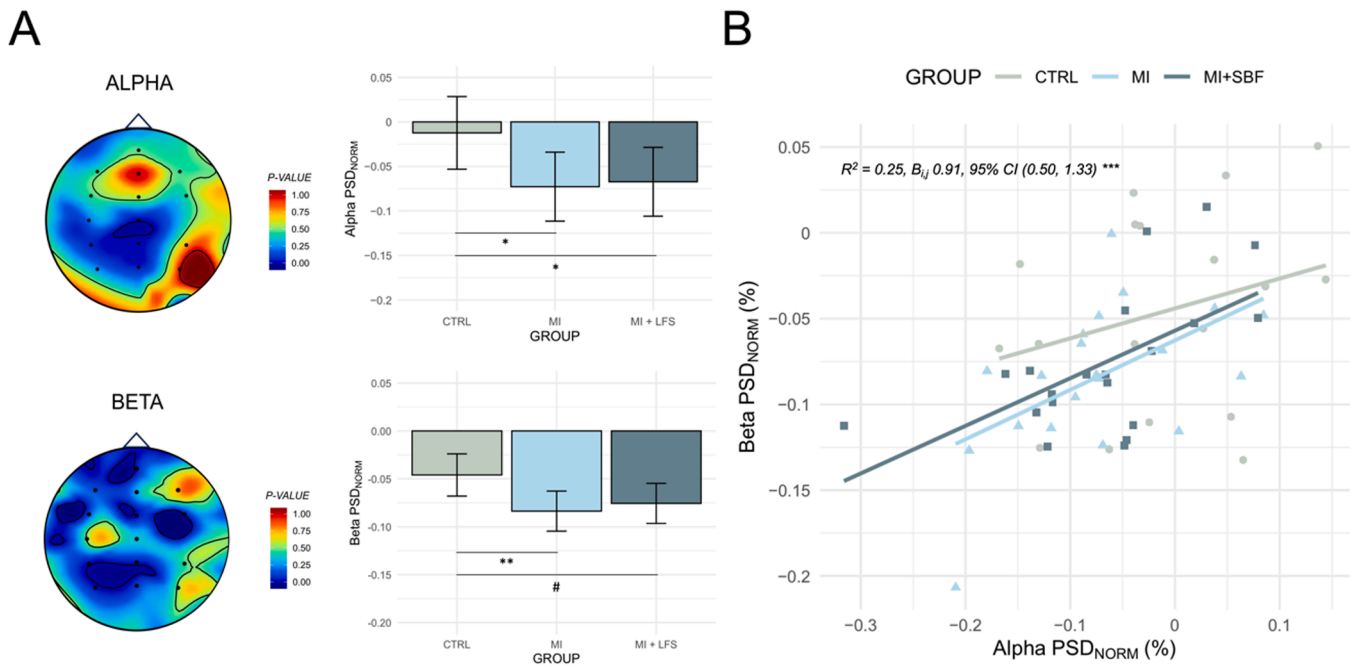 A
B
ALPHA
P-VALUE
1.00
0.75
0.50
0.25
0.00
Alpha PSDNORM
0.05
0
−0.05
−0.1
−0.15
−0.2
*
*
CTRL MI MI + LFS
GROUP
BETA
P-VALUE
1.00
0.75
0.50
0.25
0.00
Beta PSDNORM
0.05
0.00
−0.05
−0.10
−0.15
−0.20
**
#
CTRL MI MI + LFS
GROUP
GROUP CTRL MI MI+SBF
R² = 0.25, Bi,j 0.91, 95% CI (0.50, 1.33) ***
Beta PSDNORM (%)
0.05
0
−0.05
−0.1
−0.15
−0.2
−0.3 −0.2 −0.1 0 0.1
Alpha PSDNORM (%)